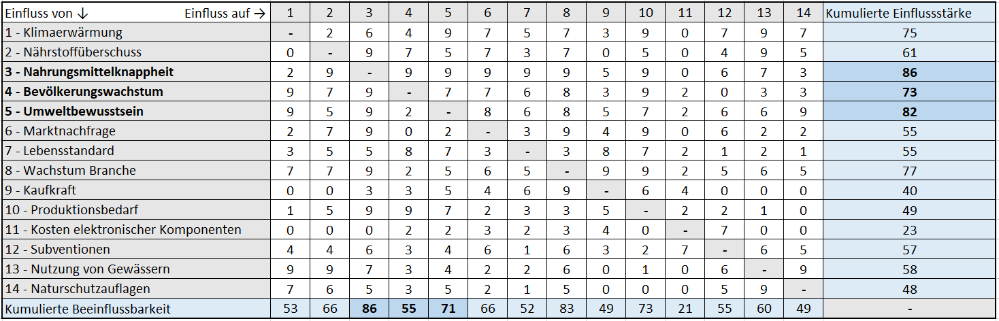 Einfluss von ↓ Einfluss auf → 1 2 3 4 5 6 7 8 9 10 11 12 13 14 Kumulierte Einflussstärke
1 - Klimaerwärmung - 2 6 4 9 7 5 7 3 9 0 7 9 7 75
2 - Nährstoffüberschuss 0 - 9 7 5 7 3 7 0 5 0 4 9 5 61
3 - Nahrungsmittelknappheit 2 9 - 9 9 9 9 9 5 9 0 6 7 3 86
4 - Bevölkerungswachstum 9 7 9 - 7 7 6 8 3 9 2 0 3 3 73
5 - Umweltbewusstsein 9 5 9 2 - 8 6 8 5 7 2 6 6 9 82
6 - Marktnachfrage 2 7 9 0 2 - 3 9 4 9 0 6 2 2 55
7 - Lebensstandard 3 5 5 8 7 3 - 3 8 7 2 1 2 1 55
8 - Wachstum Branche 7 7 9 2 5 6 5 - 9 9 2 5 6 5 77
9 - Kaufkraft 0 0 3 3 5 4 6 9 - 6 4 0 0 0 40
10 - Produktionsbedarf 1 5 9 9 7 2 3 3 5 - 2 2 1 0 49
11 - Kosten elektronischer Komponenten 0 0 0 2 2 3 2 3 4 0 - 7 0 0 23
12 - Subventionen 4 4 6 3 4 6 1 6 3 2 7 - 6 5 57
13 - Nutzung von Gewässern 9 9 7 3 4 2 2 6 0 1 0 6 - 9 58
14 - Naturschutzauflagen 7 6 5 3 5 2 1 5 0 0 0 5 9 - 48
Kumulierte Beeinflussbarkeit 53 66 86 55 71 66 52 83 49 73 21 55 60 49 -